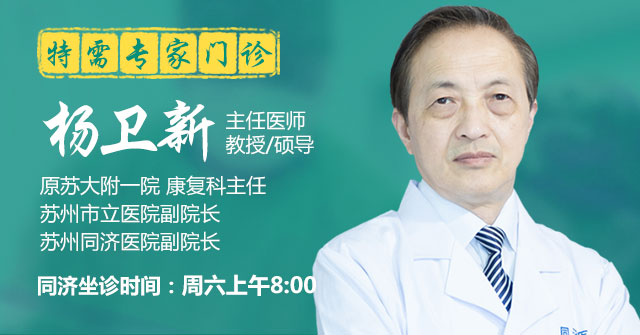 特需专家门诊
杨卫新
主任医师
教授/硕导
原苏大附一院 康复科主任
苏州市立医院副院长
苏州同济医院副院长
同济坐诊时间：周六上午8:00
同